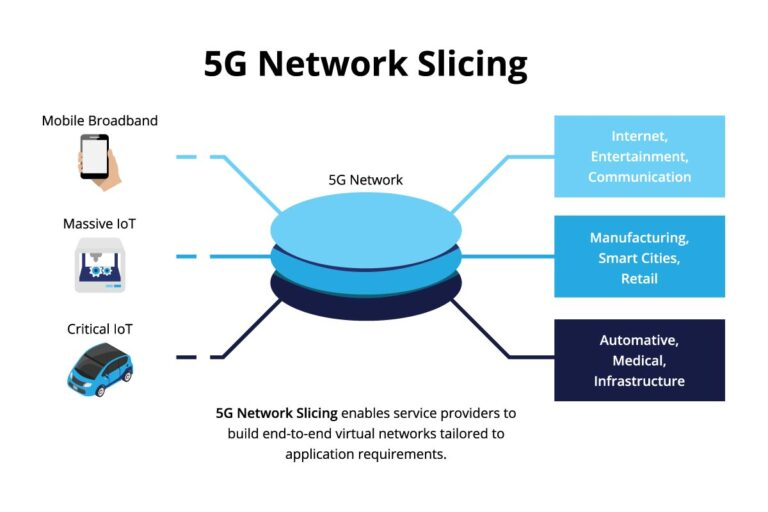 5G Network Slicing
Mobile Broadband
Massive IoT
Critical IoT
5G Network
Internet,
Entertainment,
Communication
Manufacturing,
Smart Cities,
Retail
Automative,
Medical,
Infrastructure
5G Network Slicing enables service providers to
build end-to-end virtual networks tailored to
application requirements.